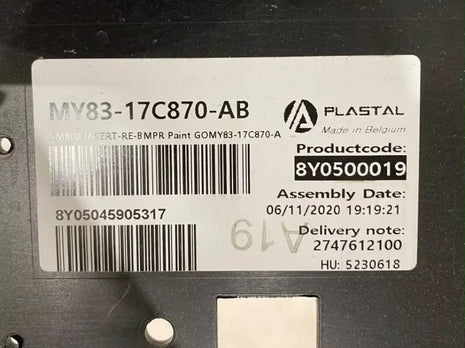 MY83-17C870-AB
PLASTAL
Made in Belgium
AM800 INSERT-RE-BMPR Paint GOMY83-17C870-A
Productcode:
8Y0500019
Assembly Date:
06/11/2020 19:19:21
8Y05045905317
A19
Delivery note:
2747612100
HU: 5230618